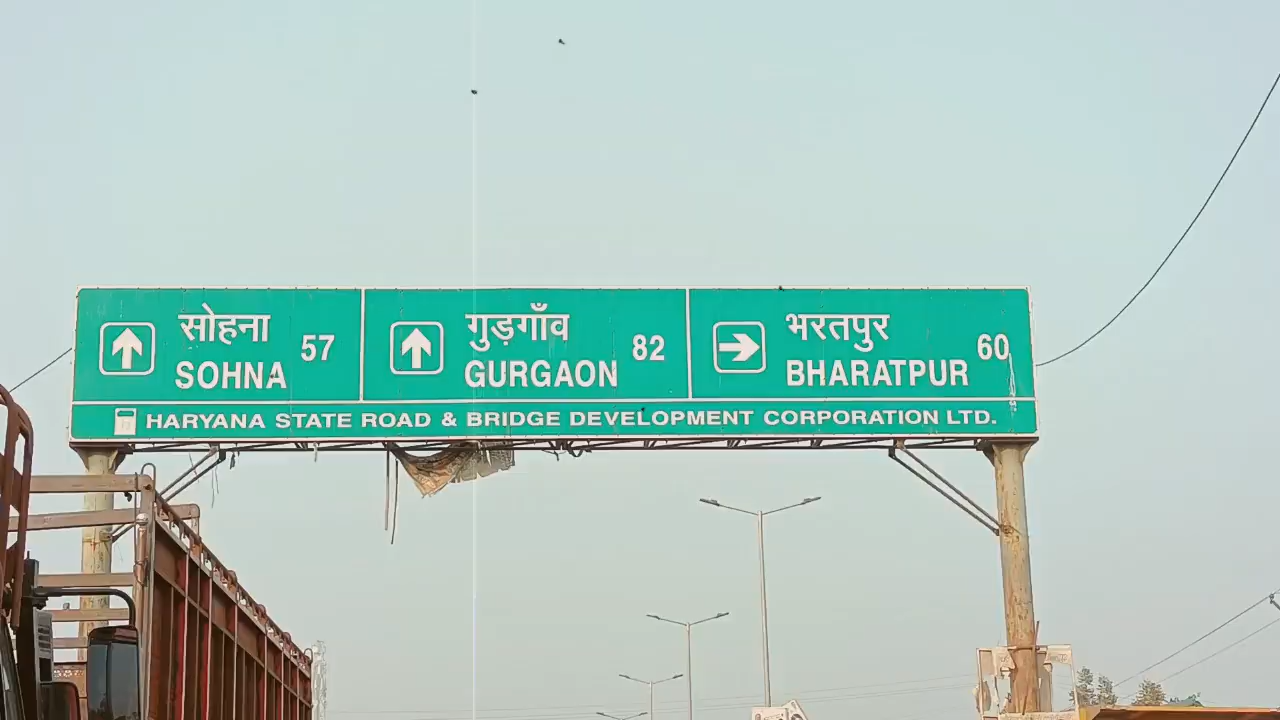 सोहना
SOHNA
57
गुड़गाँव
GURGAON
82
भरतपुर
BHARATPUR
60
HARYANA STATE ROAD & BRIDGE DEVELOPMENT CORPORATION LTD.